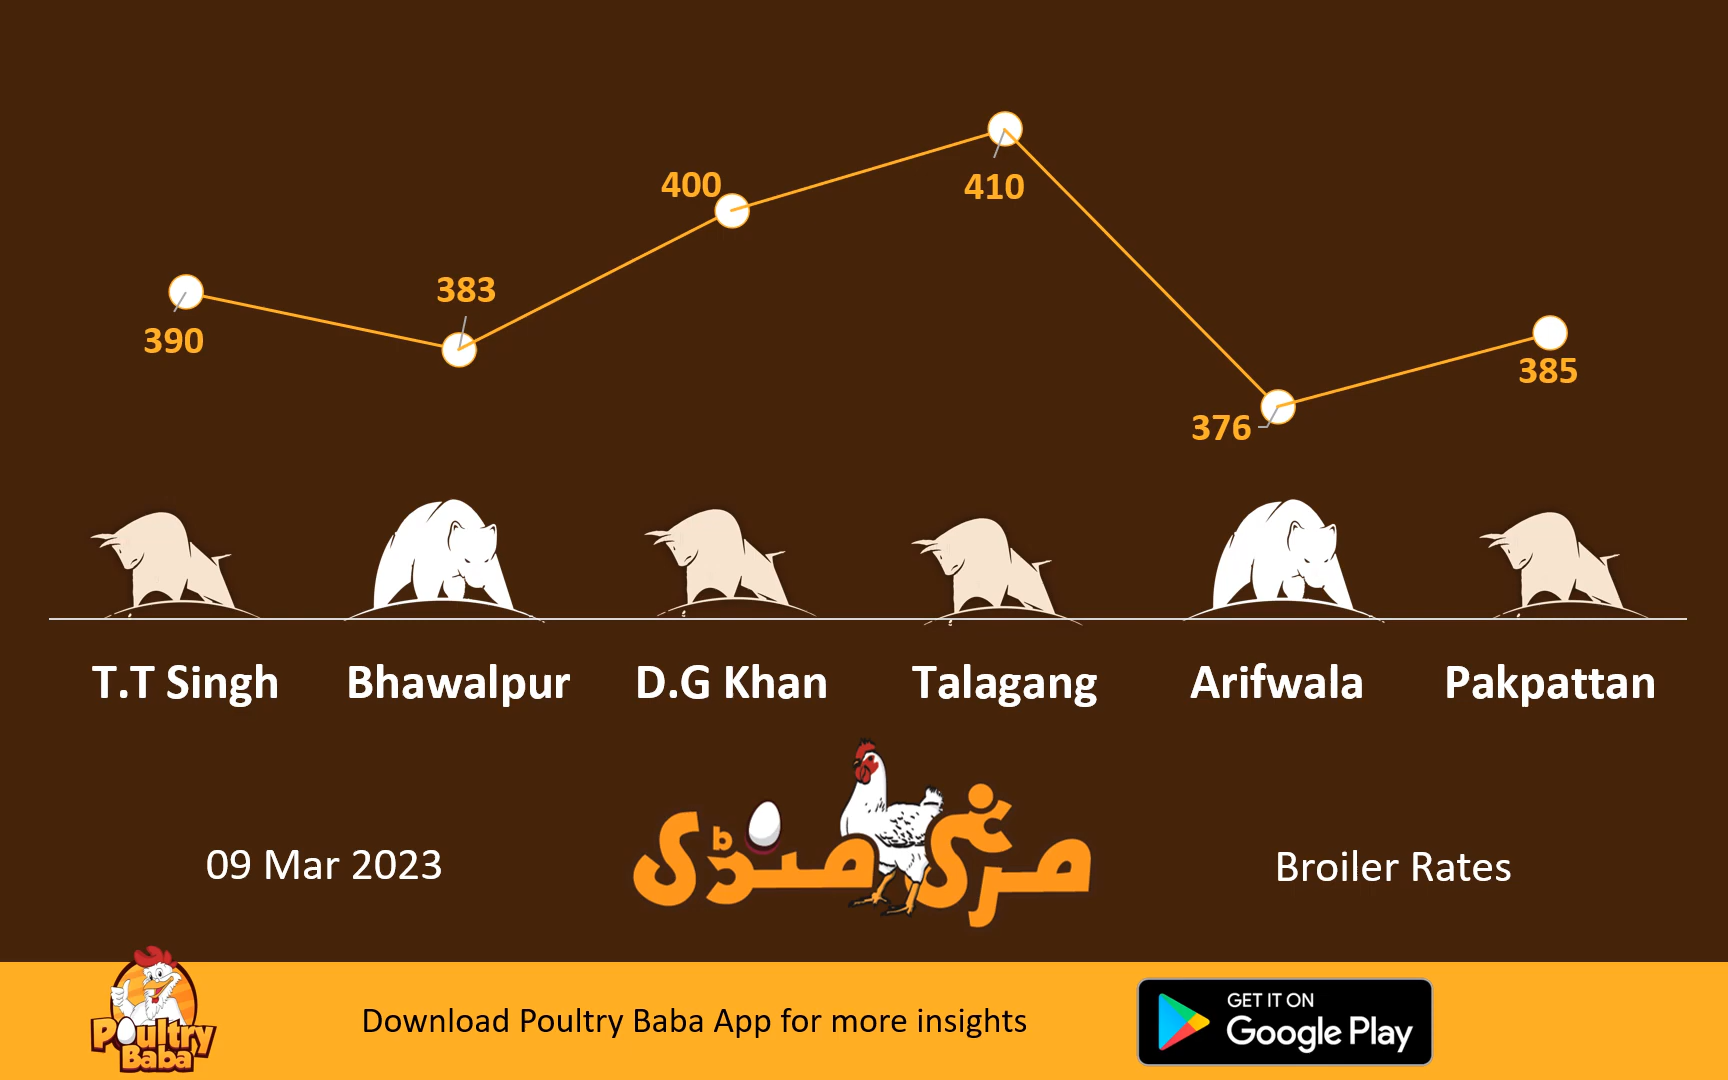 410
400
383
390
385
376
T.T Singh Bhawalpur D.G Khan Talagang Arifwala Pakpattan
مرغی منڈی
09 Mar 2023
Broiler Rates
Poultry
Baba
Download Poultry Baba App for more insights
GET IT ON
Google Play